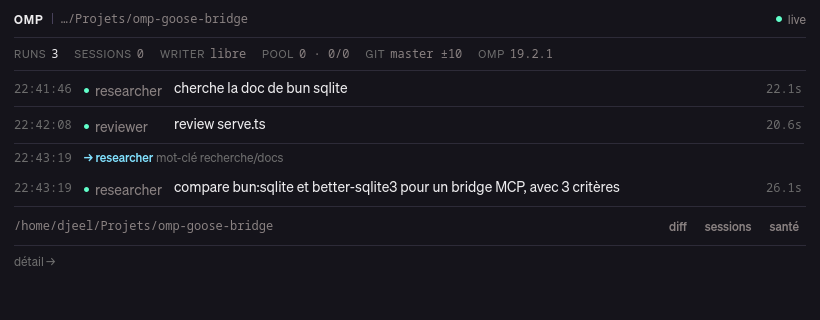 OMP | …/Projets/omp-goose-bridge ● live
RUNS 3 SESSIONS 0 WRITER libre POOL 0 · 0/0 GIT master ±10 OMP 19.2.1
22:41:46 ● researcher cherche la doc de bun sqlite 22.1s
22:42:08 ● reviewer review serve.ts 20.6s
22:43:19 → researcher mot-clé recherche/docs
22:43:19 ● researcher compare bun:sqlite et better-sqlite3 pour un bridge MCP, avec 3 critères 26.1s
/home/djeel/Projets/omp-goose-bridge diff sessions santé
détail →